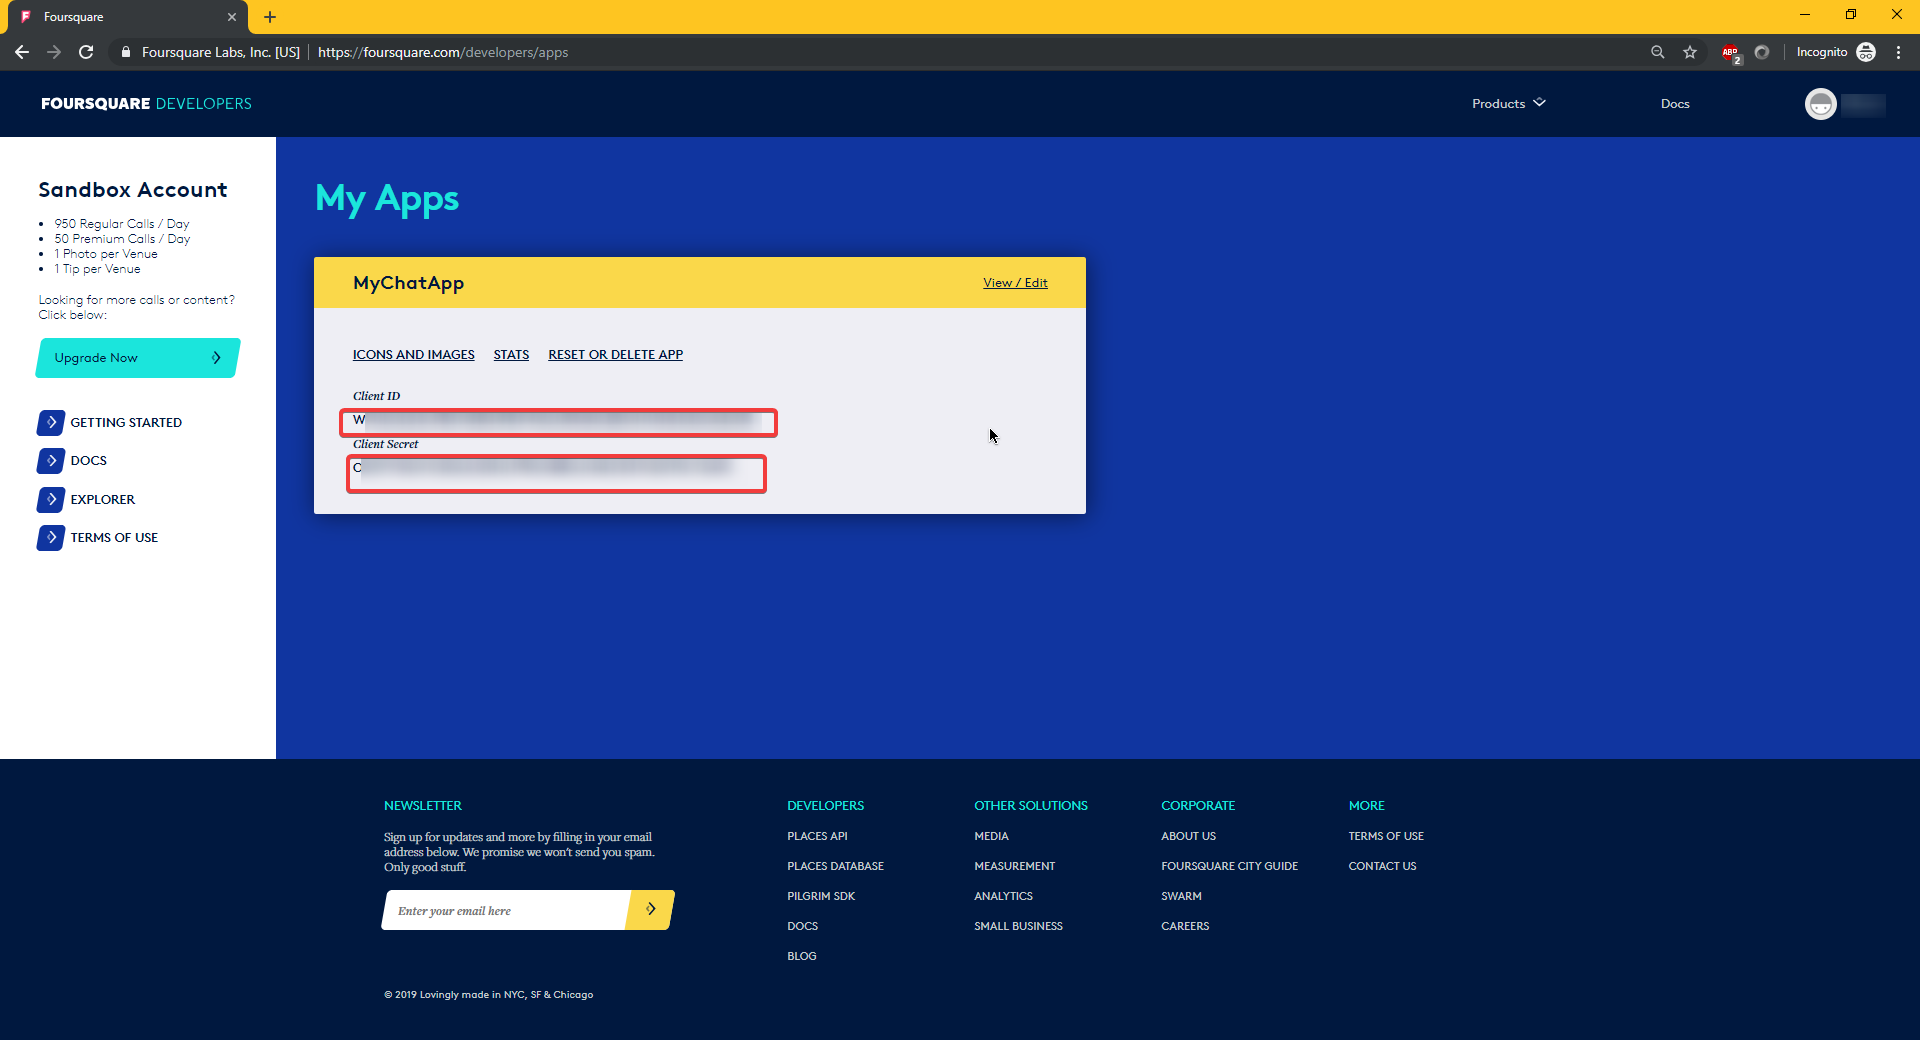 Foursquare
Foursquare Labs, Inc. [US] https://foursquare.com/developers/apps
ABP
2
Incognito
FOURSQUARE DEVELOPERS
Products
Docs
Sandbox Account
• 950 Regular Calls / Day
• 50 Premium Calls / Day
• 1 Photo per Venue
• 1 Tip per Venue
Looking for more calls or content?
Click below:
Upgrade Now
GETTING STARTED
DOCS
EXPLORER
TERMS OF USE
My Apps
MyChatApp
View / Edit
ICONS AND IMAGES STATS RESET OR DELETE APP
Client ID
W
Client Secret
NEWSLETTER
Sign up for updates and more by filling in your email
address below. We promise we won't send you spam.
Only good stuff.
Enter your email here
© 2019 Lovingly made in NYC, SF & Chicago
DEVELOPERS
PLACES API
PLACES DATABASE
PILGRIM SDK
DOCS
BLOG
OTHER SOLUTIONS
MEDIA
MEASUREMENT
ANALYTICS
SMALL BUSINESS
CORPORATE
ABOUT US
FOURSQUARE CITY GUIDE
SWARM
CAREERS
MORE
TERMS OF USE
CONTACT US